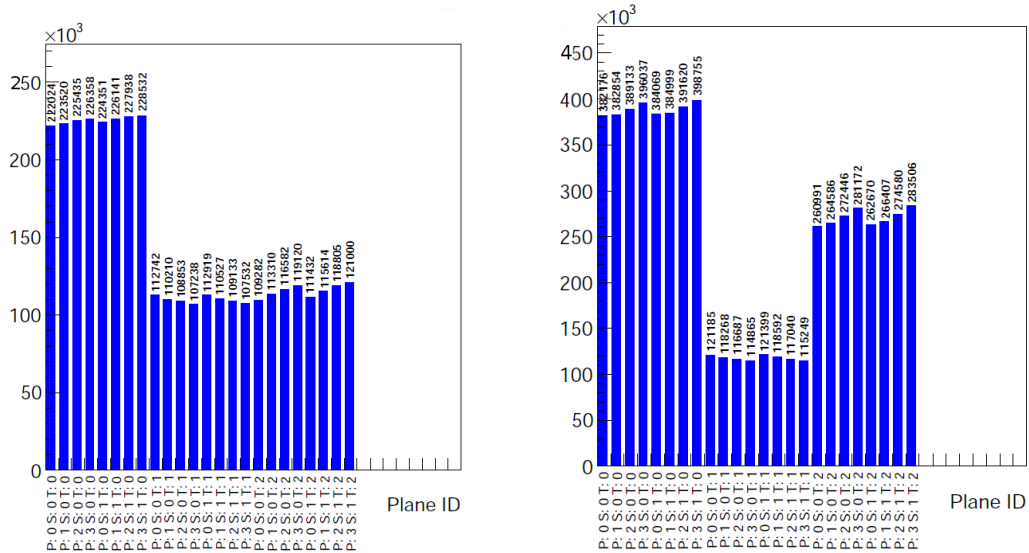 ×10³
250
200
150
100
50
0
222024
223520
225435
226358
224351
226141
227938
228532
112742
110210
108853
107238
112919
110527
109133
107532
109282
113310
116582
119120
111432
115614
118805
121000
P: 0 S: 0 T: 0
P: 1 S: 0 T: 0
P: 2 S: 0 T: 0
P: 3 S: 0 T: 0
P: 0 S: 1 T: 0
P: 1 S: 1 T: 0
P: 2 S: 1 T: 0
P: 3 S: 1 T: 0
P: 0 S: 0 T: 1
P: 1 S: 0 T: 1
P: 2 S: 0 T: 1
P: 3 S: 0 T: 1
P: 0 S: 1 T: 1
P: 1 S: 1 T: 1
P: 2 S: 1 T: 1
P: 3 S: 1 T: 1
P: 0 S: 0 T: 2
P: 1 S: 0 T: 2
P: 2 S: 0 T: 2
P: 3 S: 0 T: 2
P: 0 S: 1 T: 2
P: 1 S: 1 T: 2
P: 2 S: 1 T: 2
P: 3 S: 1 T: 2
Plane ID
×10³
450
400
350
300
250
200
150
100
50
0
382176
382854
389133
396037
384069
384999
391620
398755
121185
118268
116687
114865
121399
118592
117040
115249
260991
264586
272446
281172
262670
266407
274580
283506
P: 0 S: 0 T: 0
P: 1 S: 0 T: 0
P: 2 S: 0 T: 0
P: 3 S: 0 T: 0
P: 0 S: 1 T: 0
P: 1 S: 1 T: 0
P: 2 S: 1 T: 0
P: 3 S: 1 T: 0
P: 0 S: 0 T: 1
P: 1 S: 0 T: 1
P: 2 S: 0 T: 1
P: 3 S: 0 T: 1
P: 0 S: 1 T: 1
P: 1 S: 1 T: 1
P: 2 S: 1 T: 1
P: 3 S: 1 T: 1
P: 0 S: 0 T: 2
P: 1 S: 0 T: 2
P: 2 S: 0 T: 2
P: 3 S: 0 T: 2
P: 0 S: 1 T: 2
P: 1 S: 1 T: 2
P: 2 S: 1 T: 2
P: 3 S: 1 T: 2
Plane ID